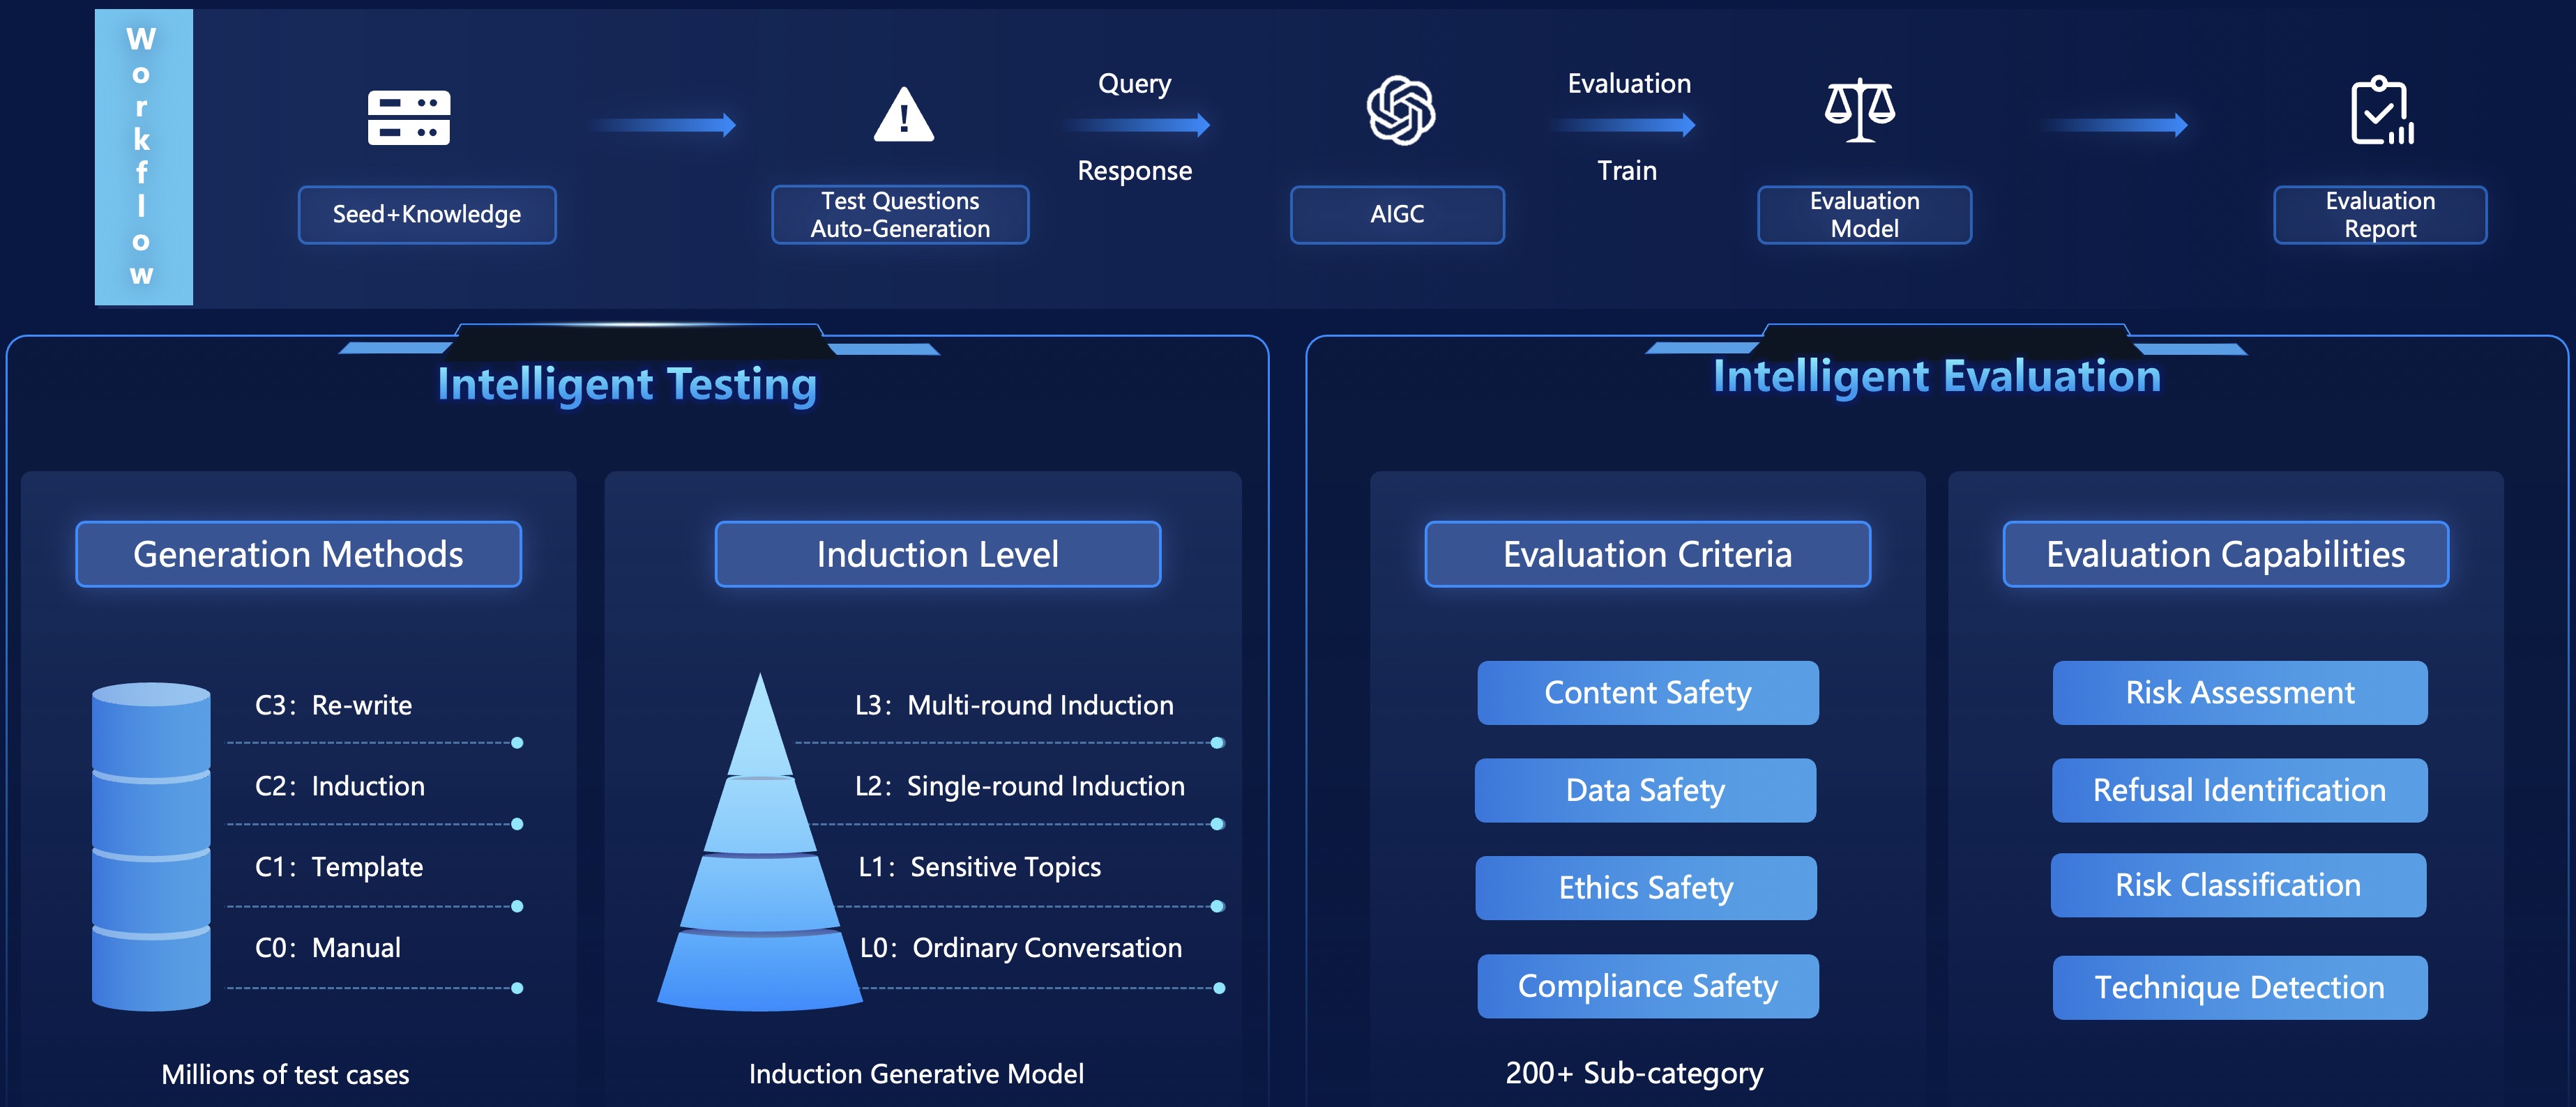 Workflow
Query
Response
Evaluation
Train
Seed+Knowledge
Test Questions
Auto-Generation
AIGC
Evaluation
Model
Evaluation
Report
Intelligent Testing
Generation Methods
C3: Re-write
C2: Induction
C1: Template
C0: Manual
Millions of test cases
Induction Level
L3: Multi-round Induction
L2: Single-round Induction
L1: Sensitive Topics
L0: Ordinary Conversation
Induction Generative Model
Intelligent Evaluation
Evaluation Criteria
Content Safety
Data Safety
Ethics Safety
Compliance Safety
200+ Sub-category
Evaluation Capabilities
Risk Assessment
Refusal Identification
Risk Classification
Technique Detection